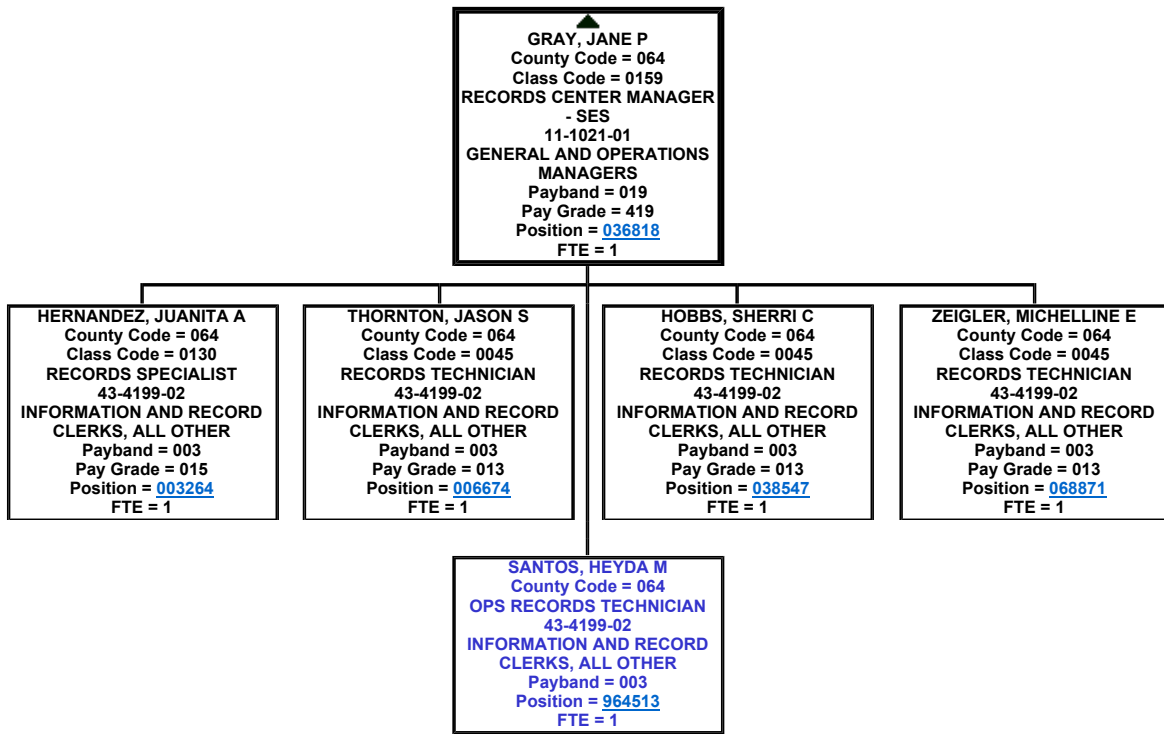 GRAY, JANE P
County Code = 064
Class Code = 0159
RECORDS CENTER MANAGER
- SES
11-1021-01
GENERAL AND OPERATIONS
MANAGERS
Payband = 019
Pay Grade = 419
Position = 036818
FTE = 1
HERNANDEZ, JUANITA A
County Code = 064
Class Code = 0130
RECORDS SPECIALIST
43-4199-02
INFORMATION AND RECORD
CLERKS, ALL OTHER
Payband = 003
Pay Grade = 015
Position = 003264
FTE = 1
THORNTON, JASON S
County Code = 064
Class Code = 0045
RECORDS TECHNICIAN
43-4199-02
INFORMATION AND RECORD
CLERKS, ALL OTHER
Payband = 003
Pay Grade = 013
Position = 006674
FTE = 1
HOBBS, SHERRI C
County Code = 064
Class Code = 0045
RECORDS TECHNICIAN
43-4199-02
INFORMATION AND RECORD
CLERKS, ALL OTHER
Payband = 003
Pay Grade = 013
Position = 038547
FTE = 1
ZEIGLER, MICHELLINE E
County Code = 064
Class Code = 0045
RECORDS TECHNICIAN
43-4199-02
INFORMATION AND RECORD
CLERKS, ALL OTHER
Payband = 003
Pay Grade = 013
Position = 068871
FTE = 1
SANTOS, HEYDA M
County Code = 064
OPS RECORDS TECHNICIAN
43-4199-02
INFORMATION AND RECORD
CLERKS, ALL OTHER
Payband = 003
Position = 964513
FTE = 1